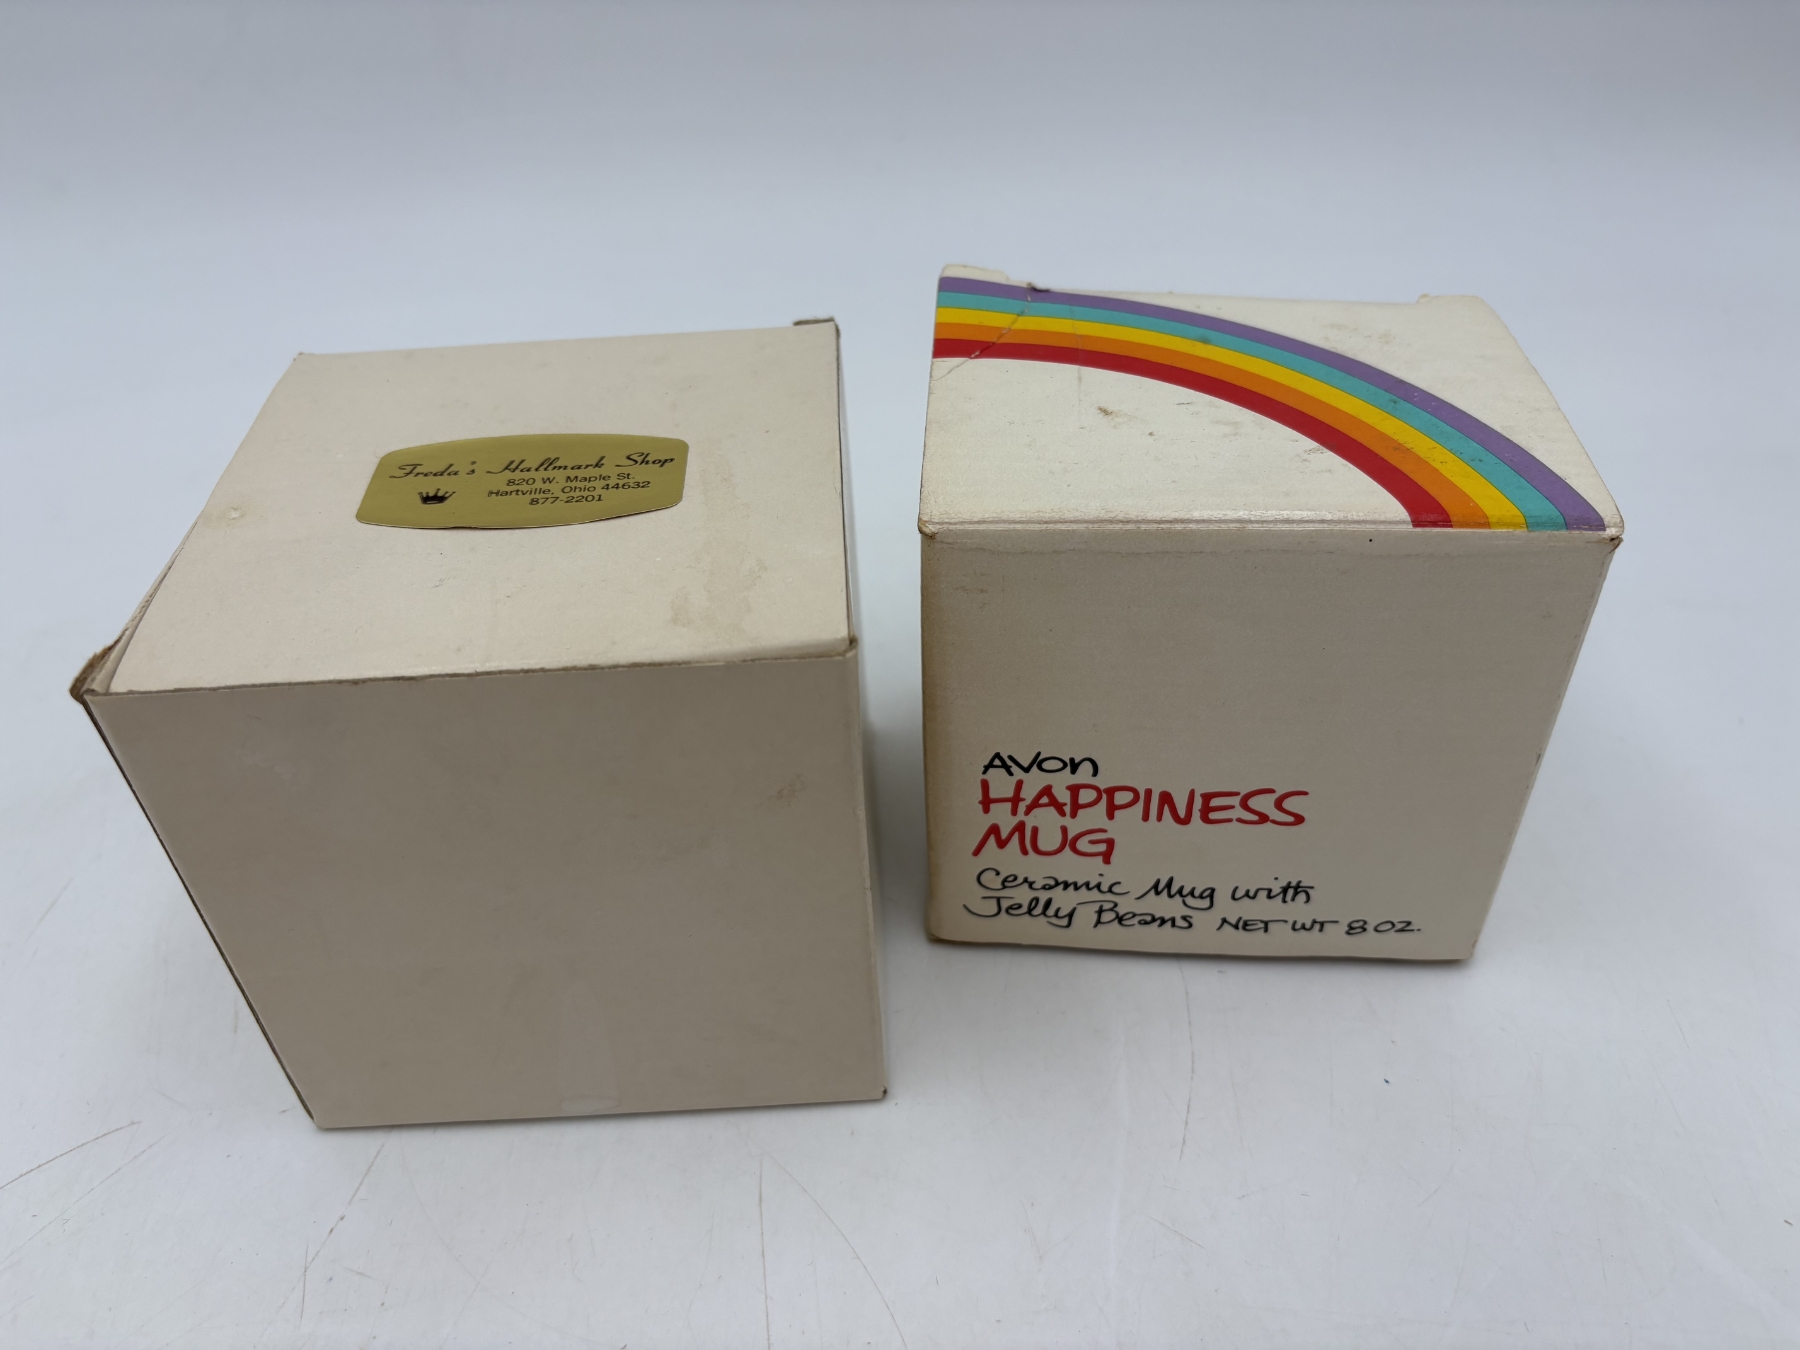 Freda's Hallmark Shop
820 W. Maple St.
Hartville, Ohio 44632
877-2201
AVON
HAPPINESS
MUG
Ceramic Mug with
Jelly Beans NET WT 8 OZ.